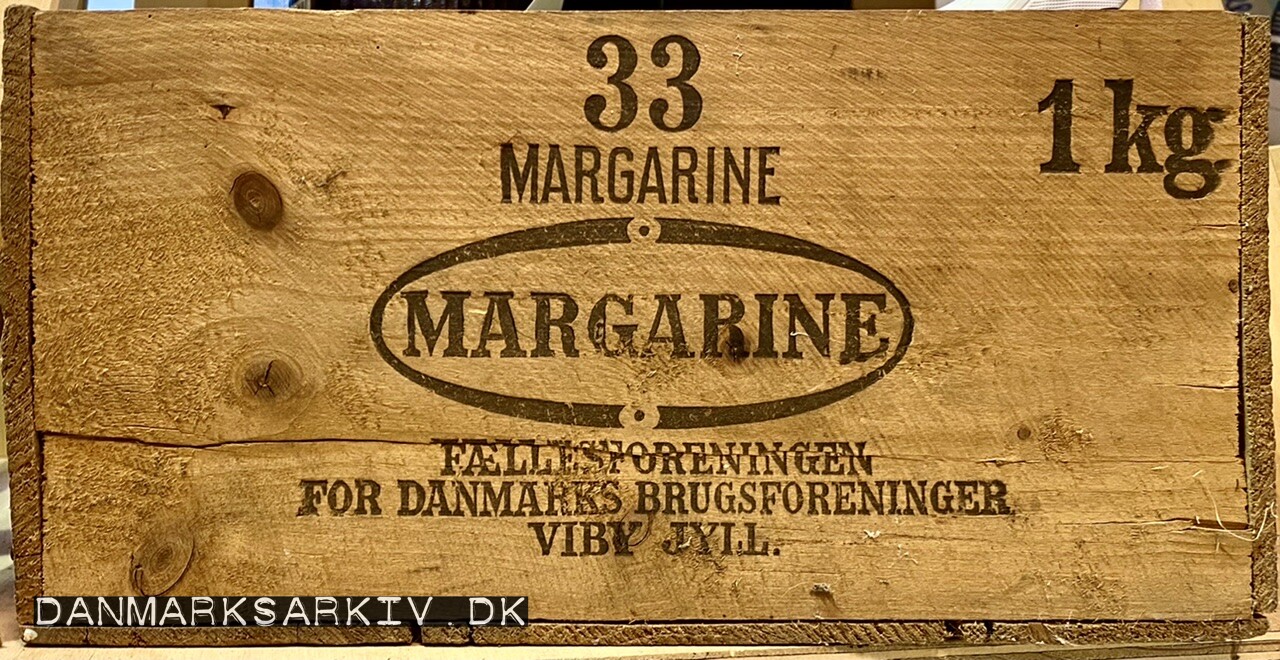 33
1 kg
MARGARINE
MARGARINE
FÆLLESFORENINGEN
FOR DANMARKS BRUGSFORENINGER
VIBY JYLL.
DANMARKSARKIV.DK